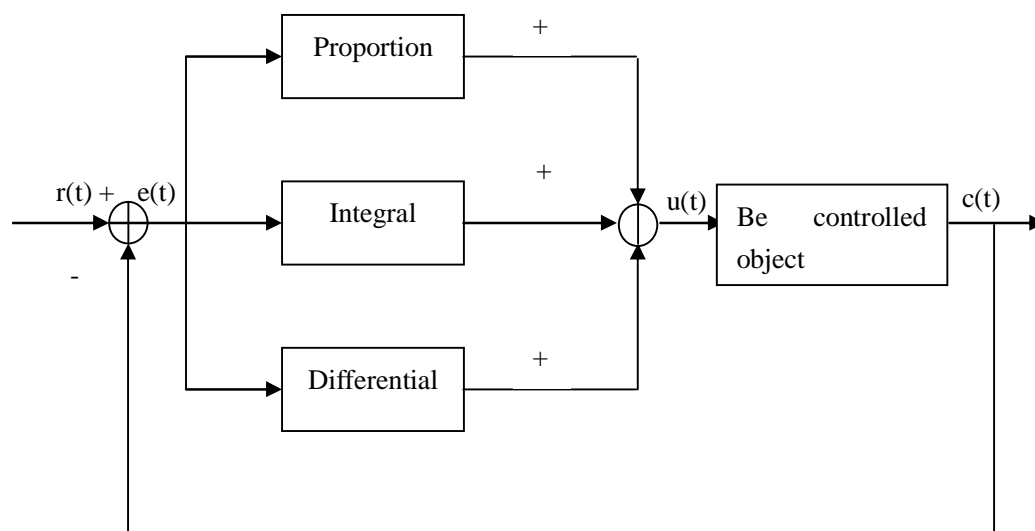 Proportion
+
r(t) + e(t)
Integral
+
u(t)
Be controlled
object
c(t)
-
Differential
+